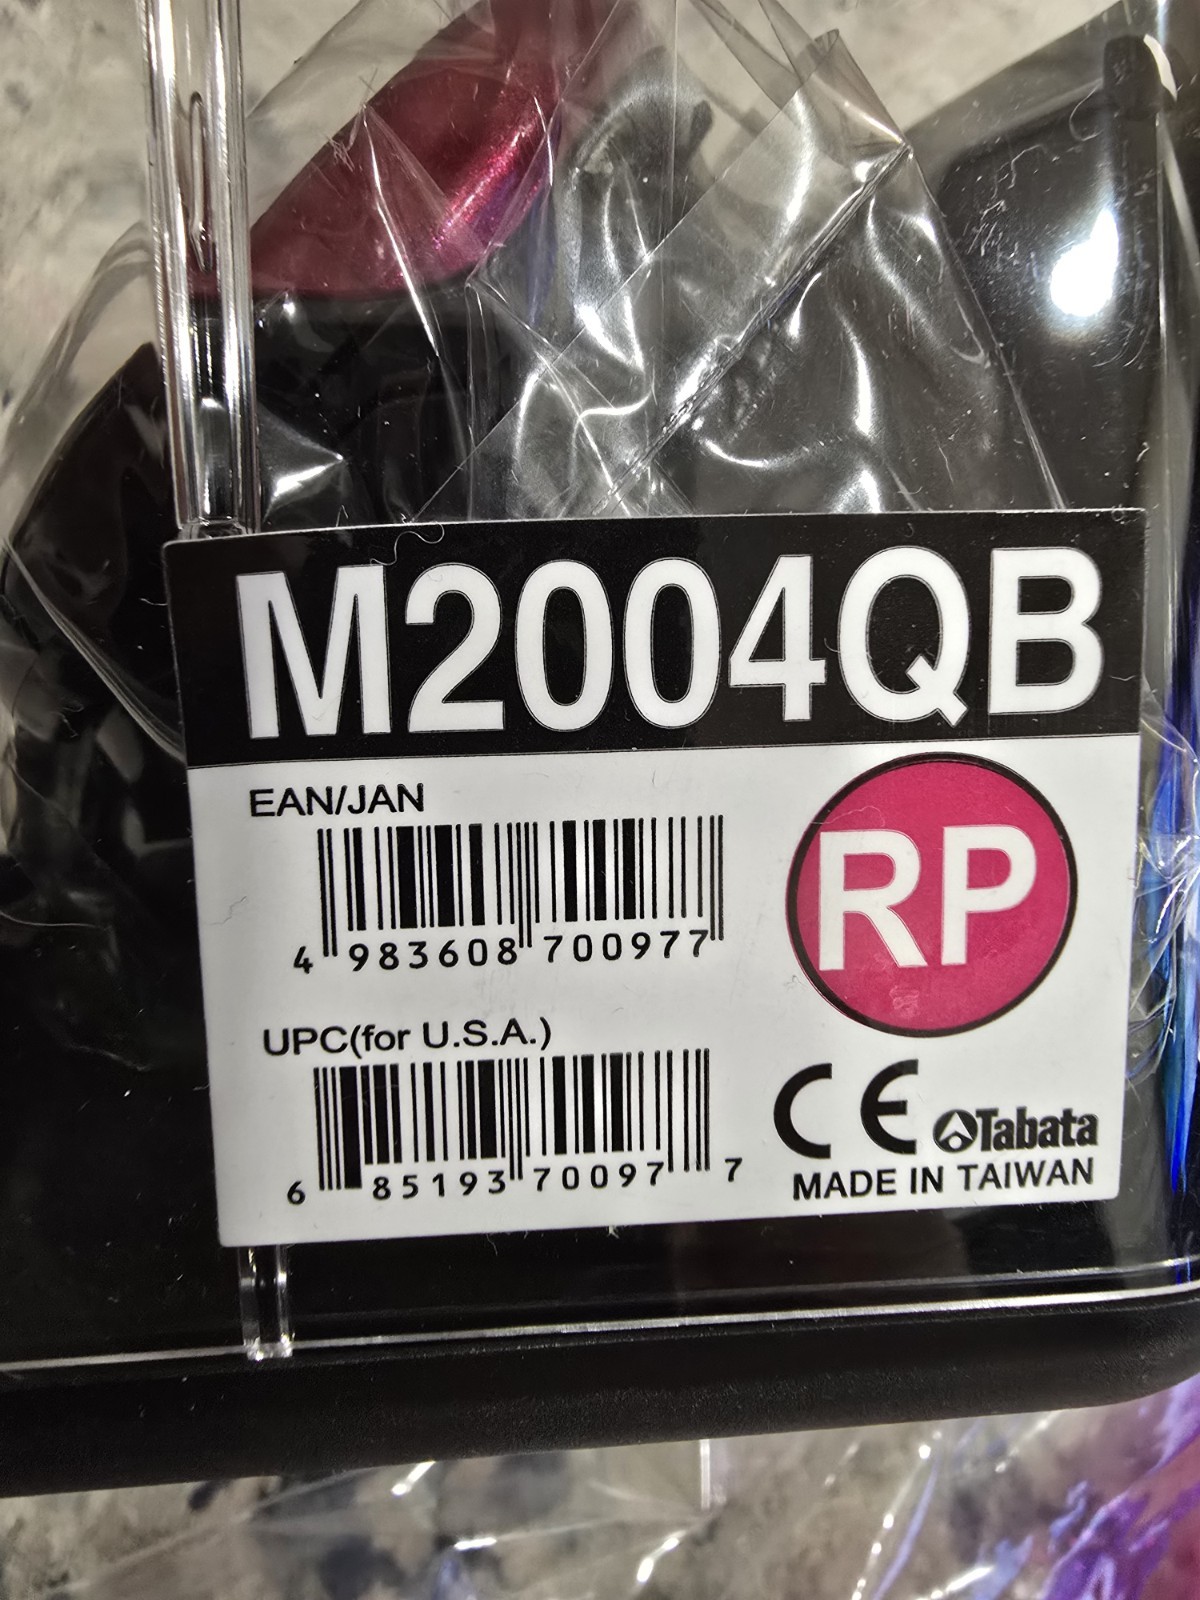 M2004QB
EAN/JAN
4 983608 700977
RP
UPC(for U.S.A.)
6 85193 70097 7
CE
Tabata
MADE IN TAIWAN